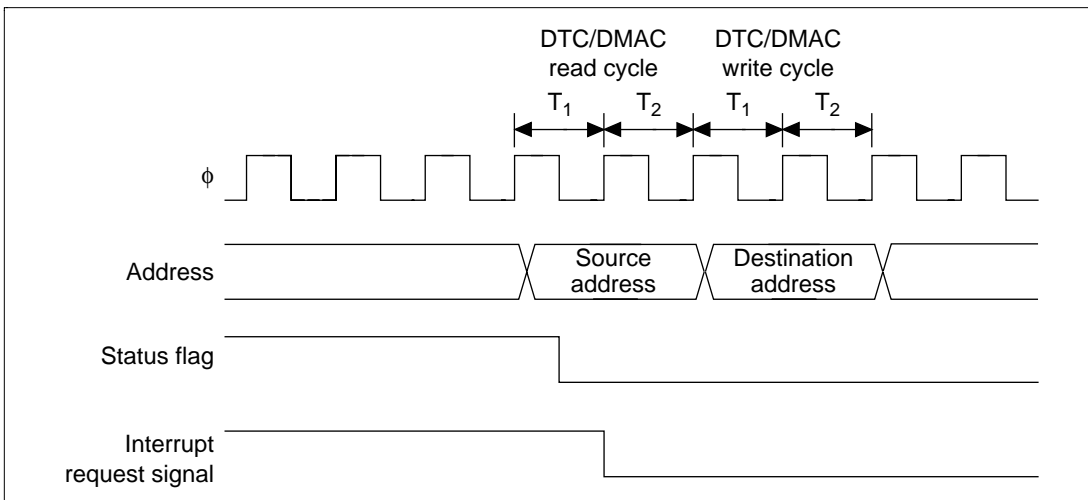 DTC/DMAC
read cycle
DTC/DMAC
write cycle
T1
T2
T1
T2
ϕ
Address
Source
address
Destination
address
Status flag
Interrupt
request signal